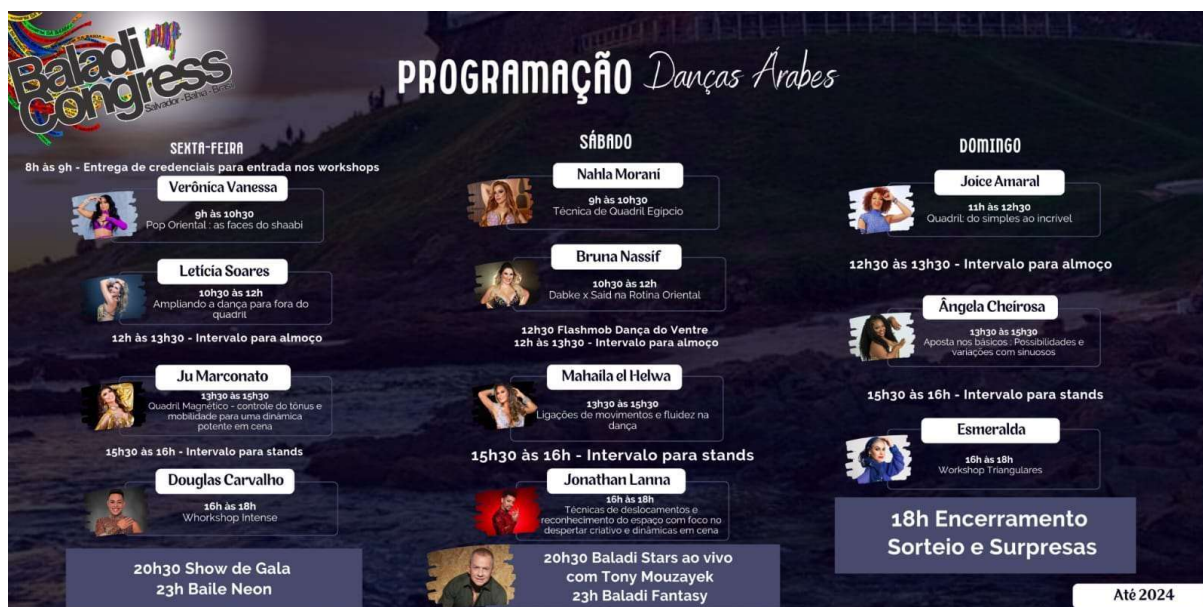 Baladi
Congress
Salvador - Bahia - Brasil
PROGRAMAÇÃO Danças Árabes
SEXTA-FEIRA
8h às 9h - Entrega de credenciais para entrada nos workshops
Verônica Vanessa
9h às 10h30
Pop Oriental : as faces do shaabi
Letícia Soares
10h30 às 12h
Ampliando a dança para fora do
quadril
12h às 13h30 - Intervalo para almoço
Ju Marconato
13h30 às 15h30
Quadril Magnético - controle do tônus e
mobilidade para uma dinâmica
potente em cena
15h30 às 16h - Intervalo para stands
Douglas Carvalho
16h às 18h
Whorkshop Intense
20h30 Show de Gala
23h Baile Neon
SÁBADO
Nahla Morani
9h às 10h30
Técnica de Quadril Egípcio
Bruna Nassif
10h30 às 12h
Dabke x Said na Rotina Oriental
12h30 Flashmob Dança do Ventre
12h às 13h30 - Intervalo para almoço
Mahaila el Helwa
13h30 às 15h30
Ligações de movimentos e fluidez na
dança
15h30 às 16h - Intervalo para stands
Jonathan Lanna
16h às 18h
Técnicas de deslocamentos e
reconhecimento do espaço com foco no
despertar criativo e dinâmicas em cena
20h30 Baladi Stars ao vivo
com Tony Mouzayek
23h Baladi Fantasy
DOMINGO
Joice Amaral
11h às 12h30
Quadril: do simples ao incrível
12h30 às 13h30 - Intervalo para almoço
Ângela Cheirosa
13h30 às 15h30
Aposta nos básicos : Possibilidades e
variações com sinuosos
15h30 às 16h - Intervalo para stands
Esmeralda
16h às 18h
Workshop Triangulares
18h Encerramento
Sorteio e Surpresas
Até 2024